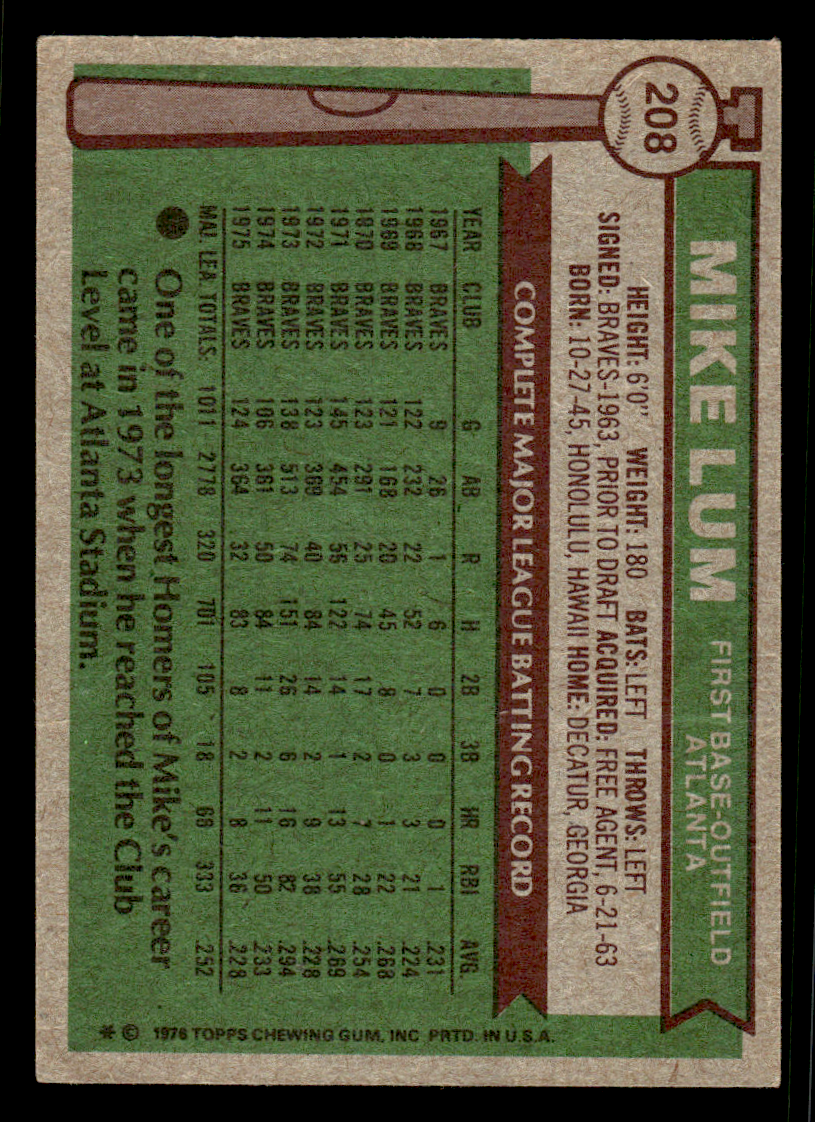 208
MIKE LUM
FIRST BASE-OUTFIELD
ATLANTA
HEIGHT: 6'0" WEIGHT: 180 BATS: LEFT THROWS: LEFT
SIGNED: BRAVES-1963, PRIOR TO DRAFT ACQUIRED: FREE AGENT, 6-21-63
BORN: 10-27-45, HONOLULU, HAWAII HOME: DECATUR, GEORGIA
COMPLETE MAJOR LEAGUE BATTING RECORD
YEAR CLUB G AB R H 2B 3B HR RBI AVG.
1967 BRAVES 9 26 1 6 0 0 0 1 .231
1968 BRAVES 122 232 22 52 7 3 3 21 .224
1969 BRAVES 121 168 20 45 8 0 1 22 .268
1970 BRAVES 123 291 25 74 17 2 7 28 .254
1971 BRAVES 145 454 56 122 14 1 13 55 .269
1972 BRAVES 123 369 40 84 14 2 9 38 .228
1973 BRAVES 138 513 74 151 26 6 16 82 .294
1974 BRAVES 106 361 50 84 11 2 11 50 .233
1975 BRAVES 124 364 32 83 8 2 8 36 .228
MAJ. LEA. TOTALS: 1011 2778 320 701 105 18 68 333 .252
One of the longest Homers of Mike's career
came in 1973 when he reached the Club
Level at Atlanta Stadium.
* © 1976 TOPPS CHEWING GUM, INC PRTD. IN U.S.A.